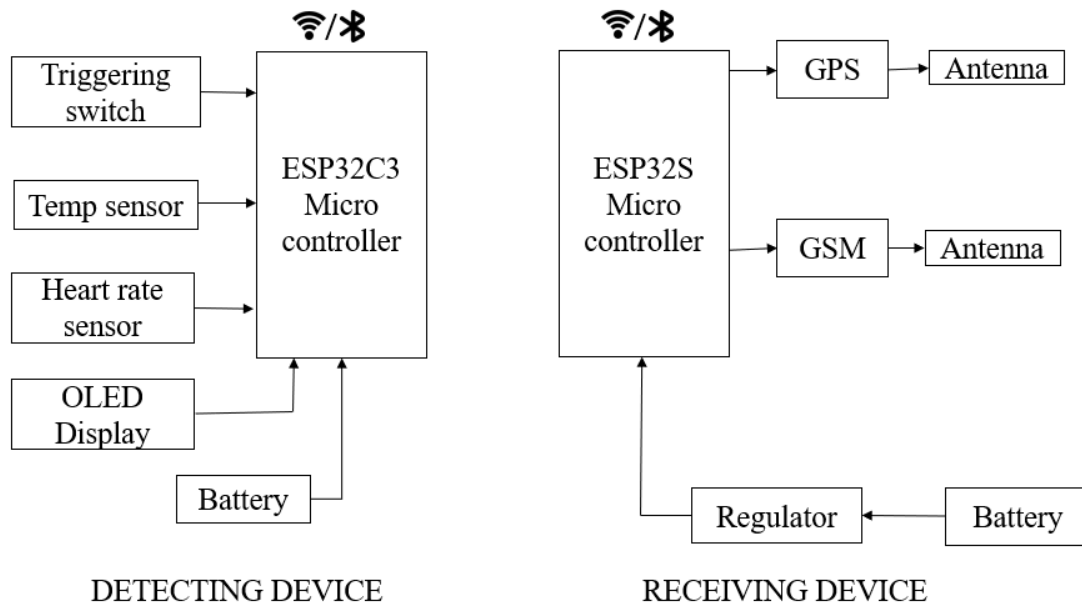 /
Triggering
switch
Temp sensor
Heart rate
sensor
OLED
Display
Battery
ESP32C3
Micro
controller
DETECTING DEVICE
/
ESP32S
Micro
controller
GPS
Antenna
GSM
Antenna
Regulator
Battery
RECEIVING DEVICE